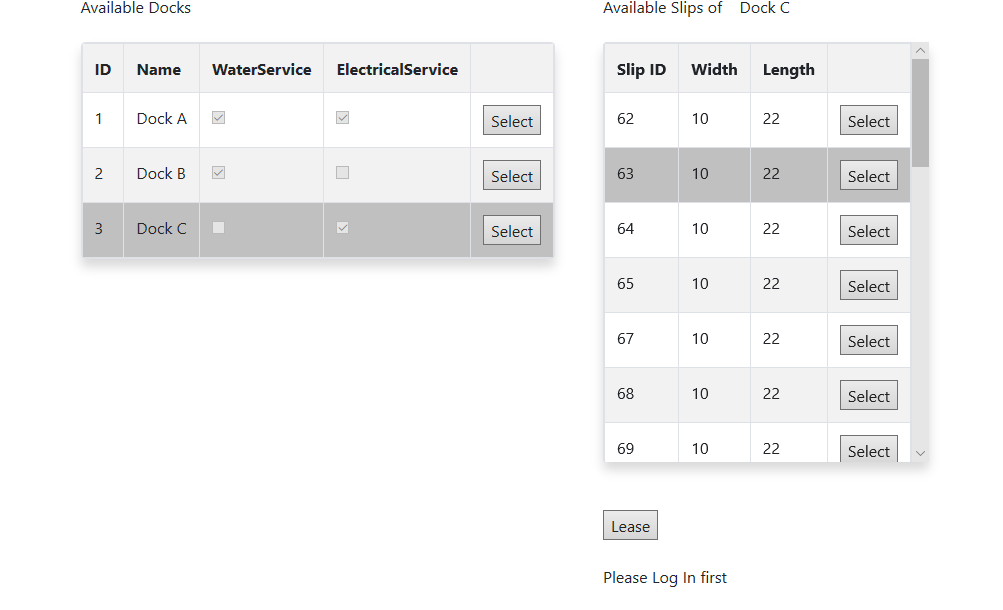 Available Docks
ID Name WaterService ElectricalService
1 Dock A Select
2 Dock B Select
3 Dock C Select
Available Slips of Dock C
Slip ID Width Length
62 10 22 Select
63 10 22 Select
64 10 22 Select
65 10 22 Select
67 10 22 Select
68 10 22 Select
69 10 22 Select
Lease
Please Log In first